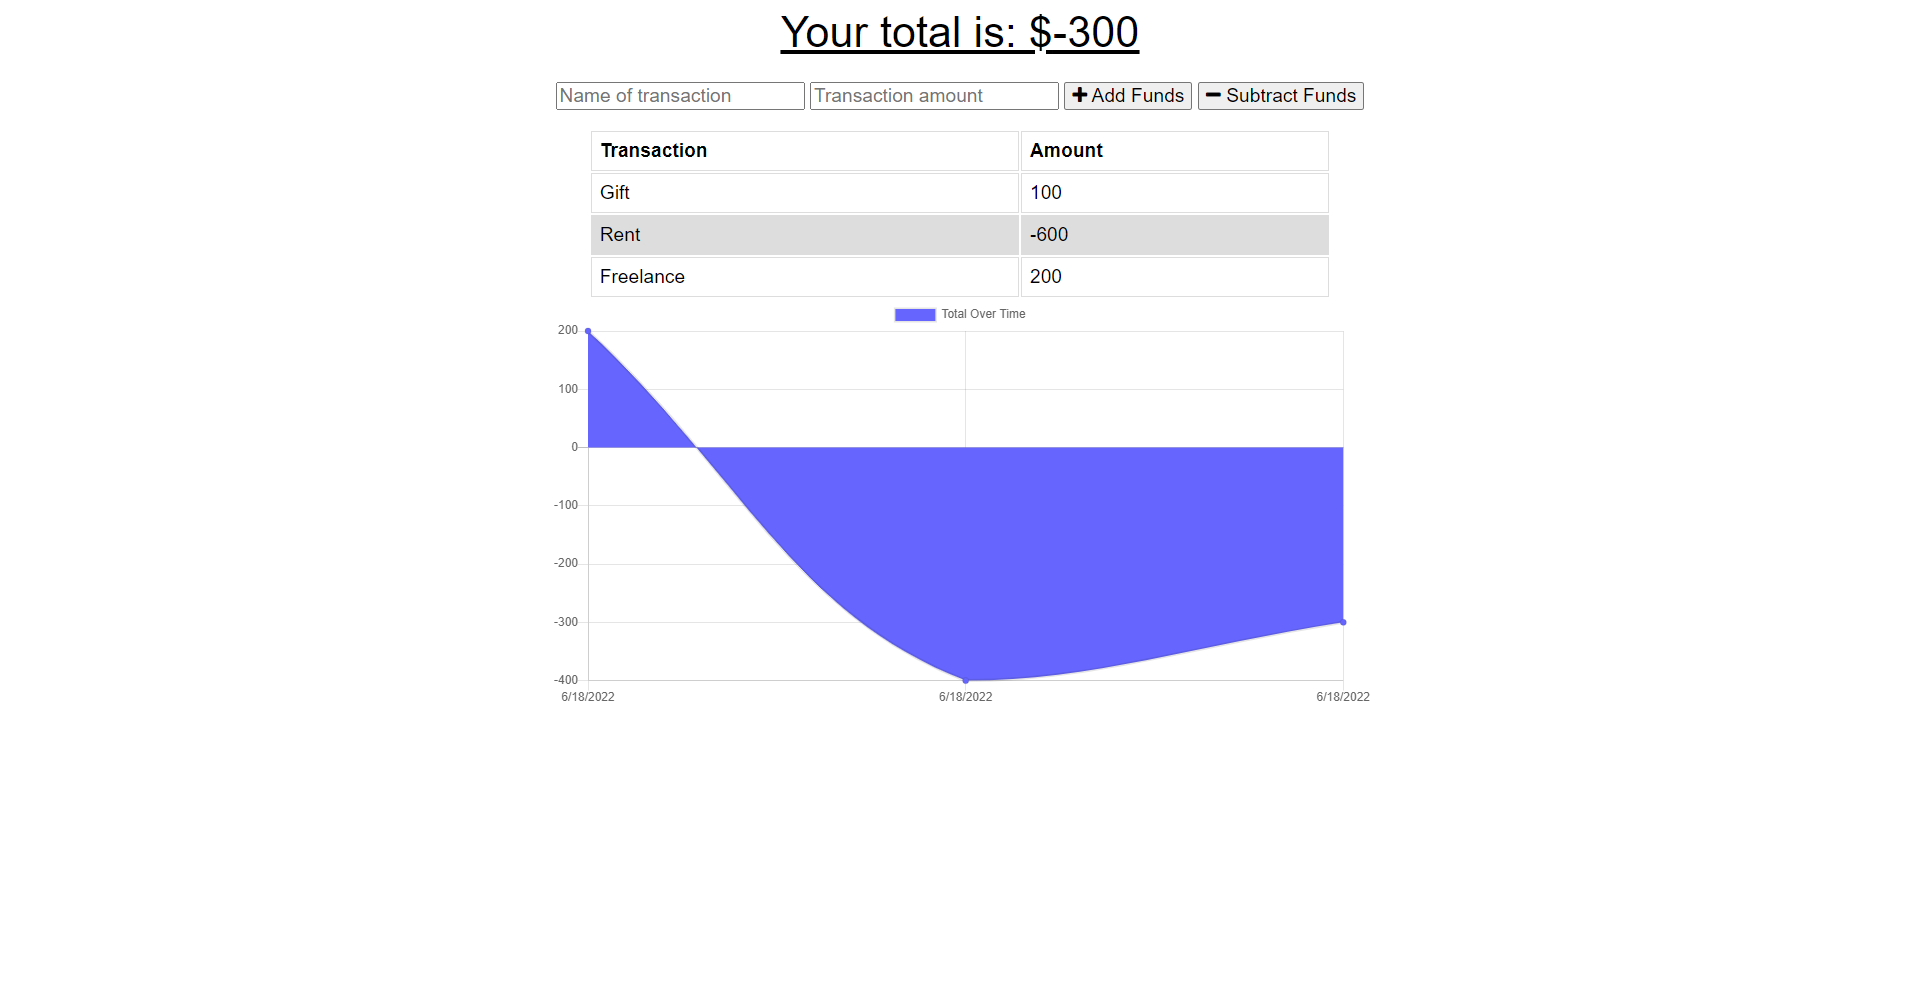 Your total is: $-300
Name of transaction Transaction amount Add Funds Subtract Funds
Transaction Amount
Gift 100
Rent -600
Freelance 200
Total Over Time
200
100
0
-100
-200
-300
-400
6/18/2022 6/18/2022 6/18/2022